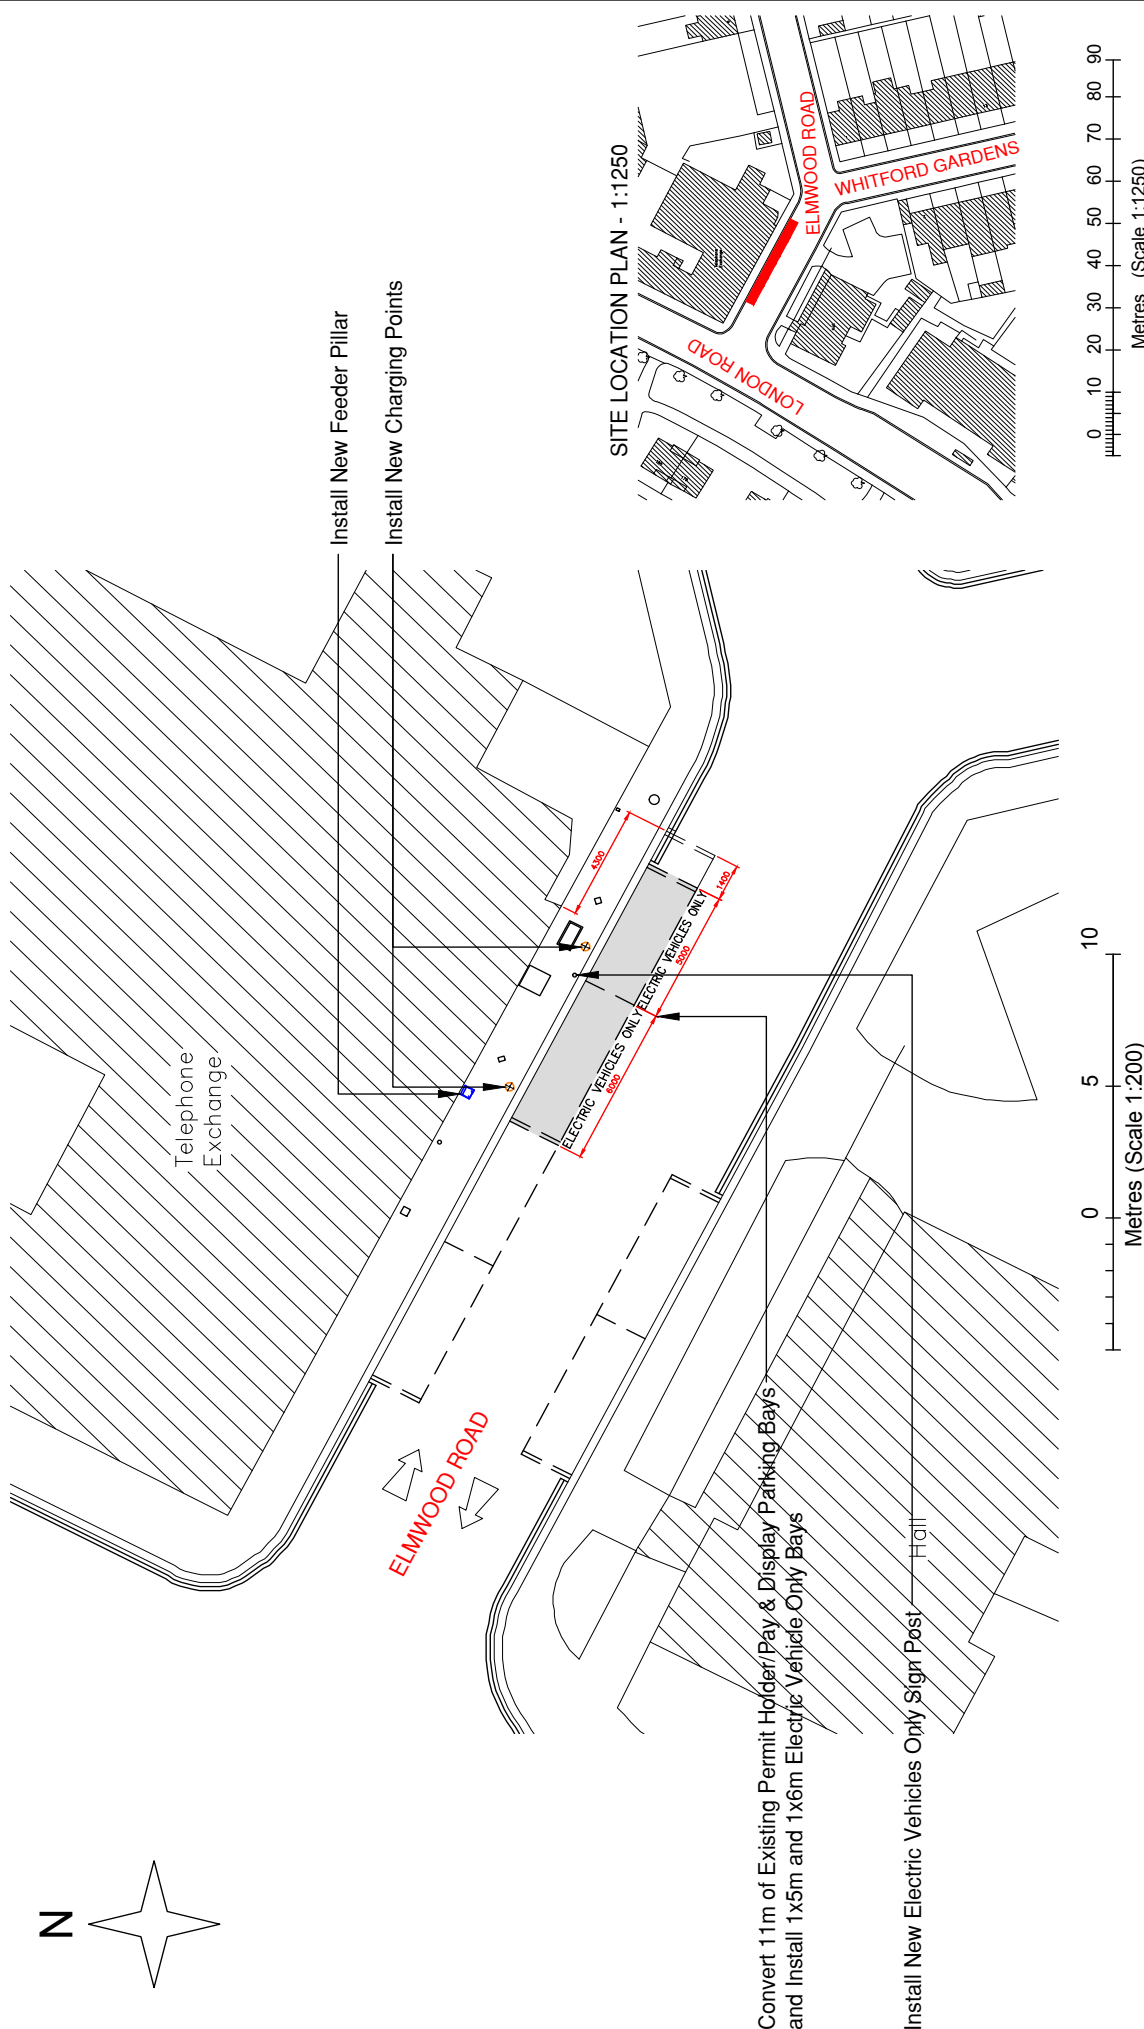 N
Install New Feeder Pillar
Install New Charging Points
Telephone
Exchange
ELMWOOD ROAD
ELECTRIC VEHICLES ONLY
ELECTRIC VEHICLES ONLY
6000
5000
1400
4300
Convert 11m of Existing Permit Holder/Pay & Display Parking Bays
and Install 1x5m and 1x6m Electric Vehicle Only Bays
Install New Electric Vehicles Only Sign Post
Hall
0 5 10
Metres (Scale 1:200)
SITE LOCATION PLAN - 1:1250
LONDON ROAD
ELMWOOD ROAD
WHITFORD GARDENS
0 10 20 30 40 50 60 70 80 90
Metres (Scale 1:1250)